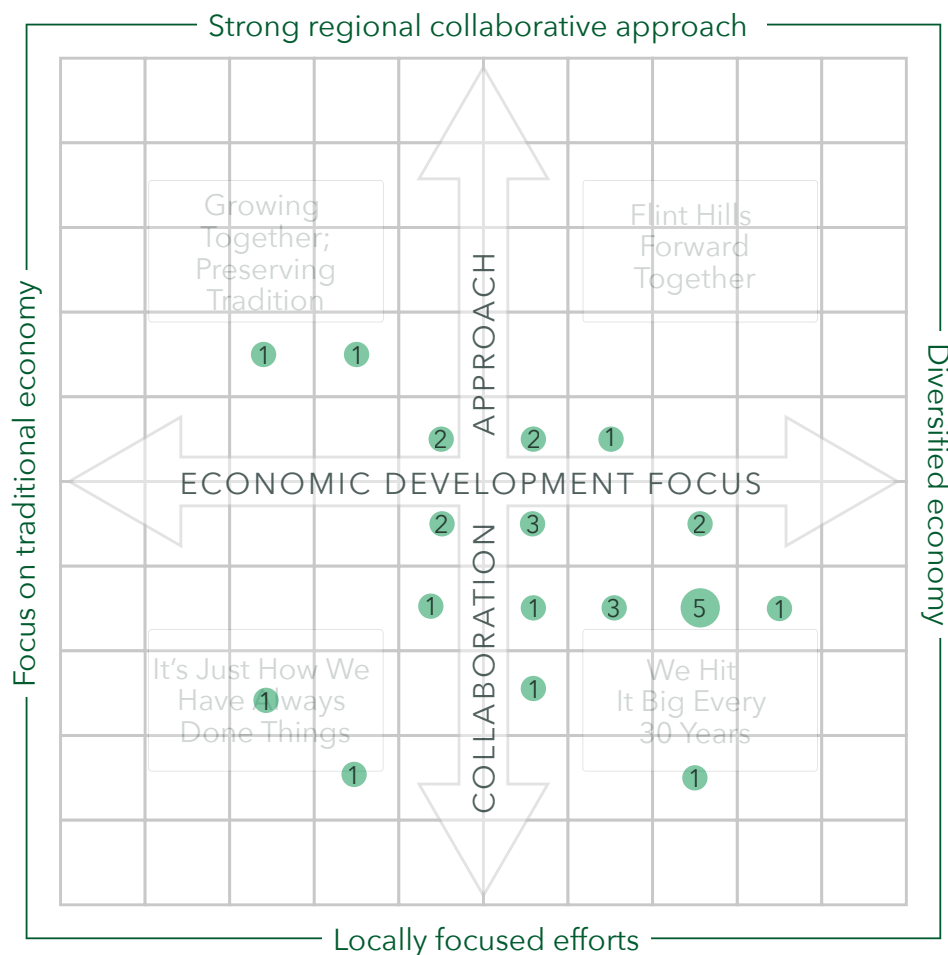 Strong regional collaborative approach
Focus on traditional economy
Diversified economy
Growing
Together;
Preserving
Tradition
Flint Hills
Forward
Together
APPROACH
1
1
2
2
1
ECONOMIC DEVELOPMENT FOCUS
COLLABORATION
2
3
2
1
1
3
5
1
It's Just How We
Have Always
Done Things
We Hit
It Big Every
30 Years
1
1
1
1
Locally focused efforts